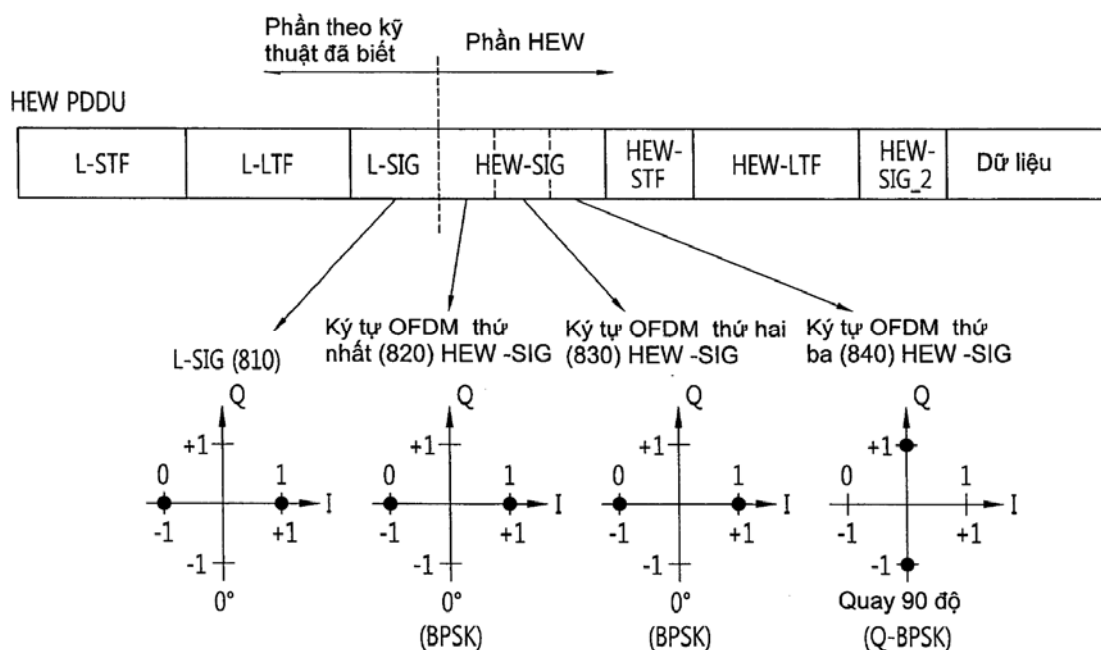 Phần theo kỹ
thuật đã biết
Phần HEW
HEW PDDU
L-STF
L-LTF
L-SIG
HEW-SIG
HEW-
STF
HEW-LTF
HEW-
SIG_2
Dữ liệu
L-SIG (810)
Ký tự OFDM thứ
nhất (820) HEW -SIG
Ký tự OFDM thứ hai
(830) HEW -SIG
Ký tự OFDM thứ
ba (840) HEW -SIG
Q
+1
0 1
I
-1 +1
-1
0°
Q
+1
0 1
I
-1 +1
-1
0°
(BPSK)
Q
+1
0 1
I
-1 +1
-1
0°
(BPSK)
Q
+1
0 1
I
-1 +1
-1
Quay 90 độ
(Q-BPSK)